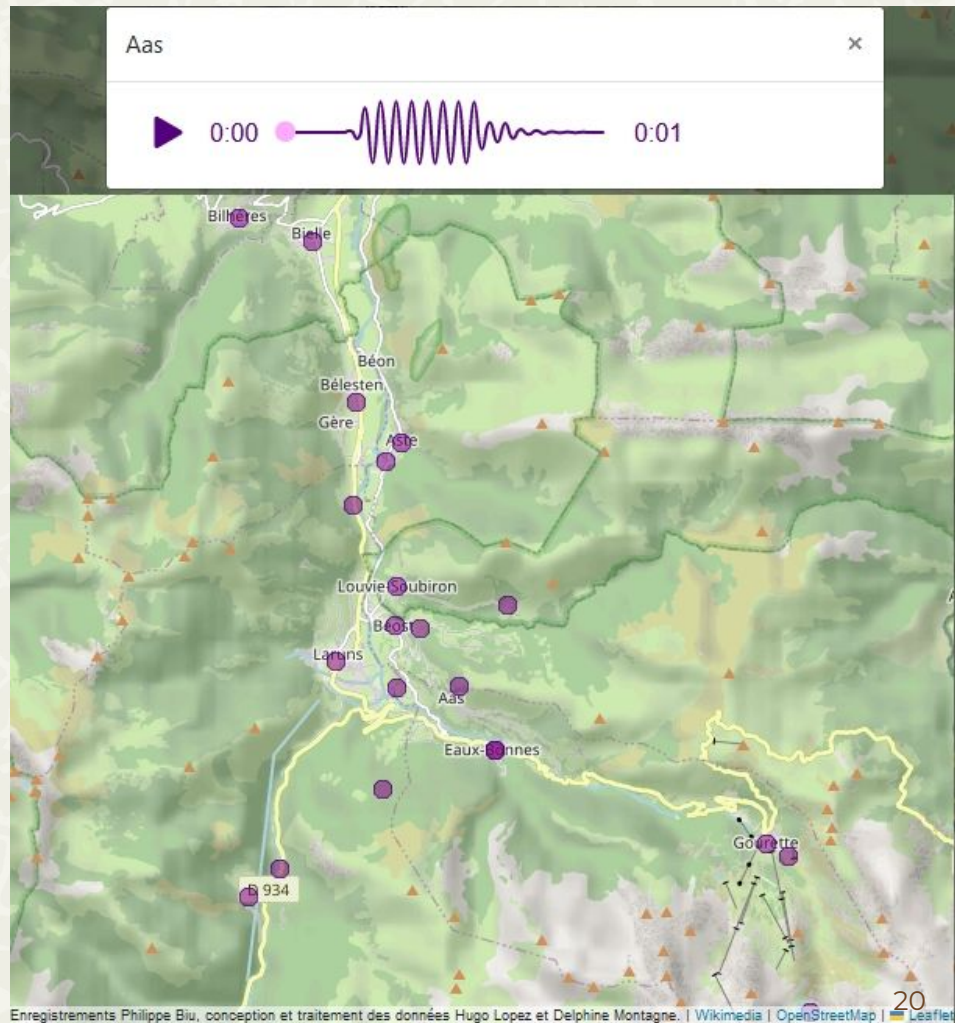 Aas ×
0:00 0:01
Bilhères
Bielle
Béon
Bélesten
Gère
Aste
Louvie-Soubiron
Béost
Laruns
Aas
Eaux-Bonnes
Gourette
D 934
20
Enregistrements Philippe Biu, conception et traitement des données Hugo Lopez et Delphine Montagne. | Wikimedia | OpenStreetMap | Leaflet